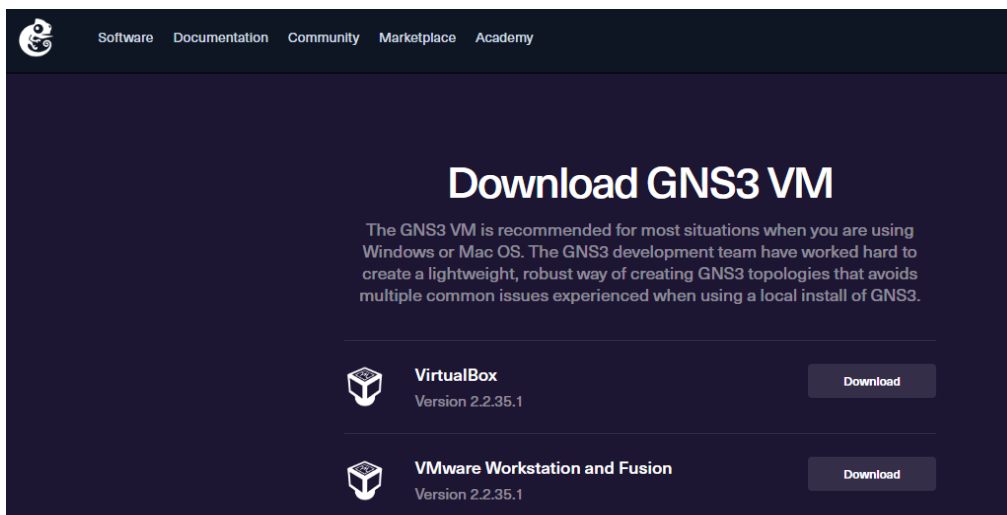 Software Documentation Community Marketplace Academy
Download GNS3 VM
The GNS3 VM is recommended for most situations when you are using
Windows or Mac OS. The GNS3 development team have worked hard to
create a lightweight, robust way of creating GNS3 topologies that avoids
multiple common issues experienced when using a local install of GNS3.
VirtualBox
Version 2.2.35.1
Download
VMware Workstation and Fusion
Version 2.2.35.1
Download